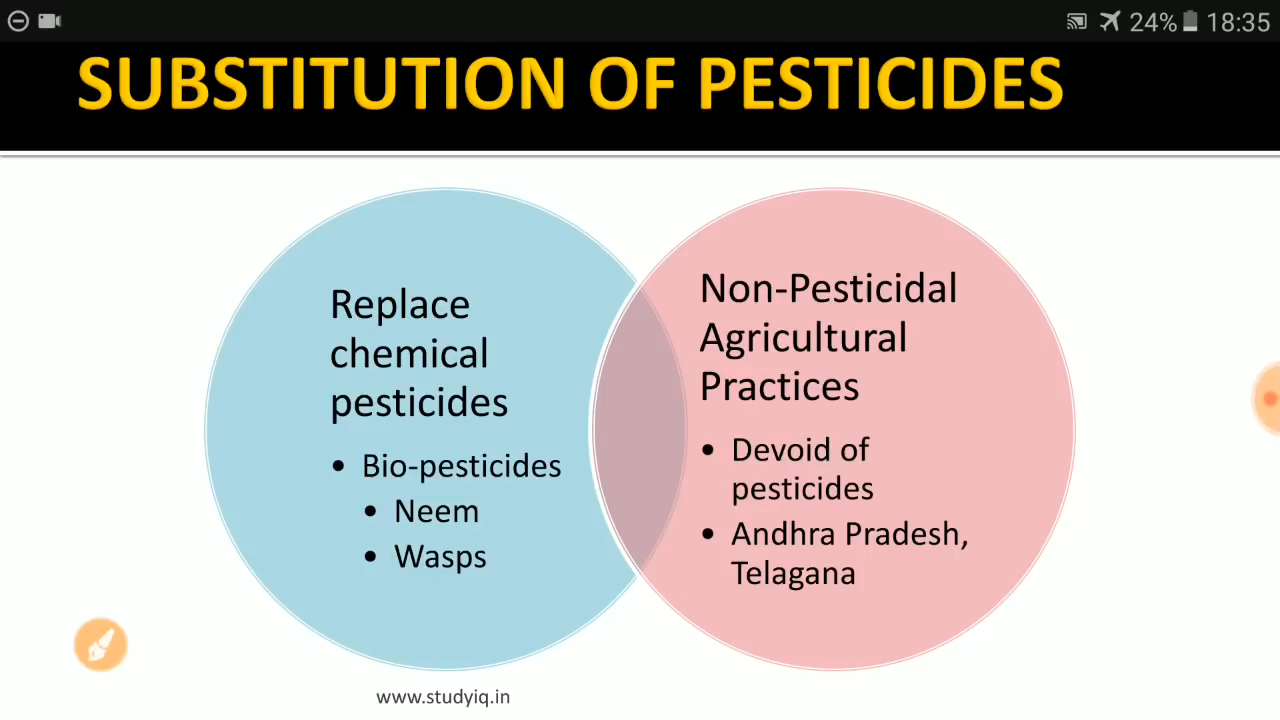 24% 18:35
SUBSTITUTION OF PESTICIDES
Replace
chemical
pesticides
• Bio-pesticides
• Neem
• Wasps
Non-Pesticidal
Agricultural
Practices
• Devoid of
pesticides
• Andhra Pradesh,
Telagana
www.studyiq.in